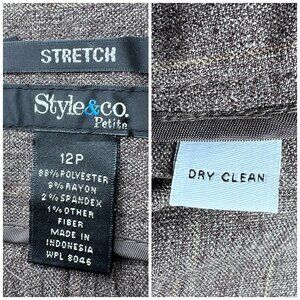 STRETCH
Style&co.
Petite
12P
88% POLYESTER
9% RAYON
2% SPANDEX
1% OTHER
FIBER
MADE IN
INDONESIA
WPL 8046
DRY CLEAN